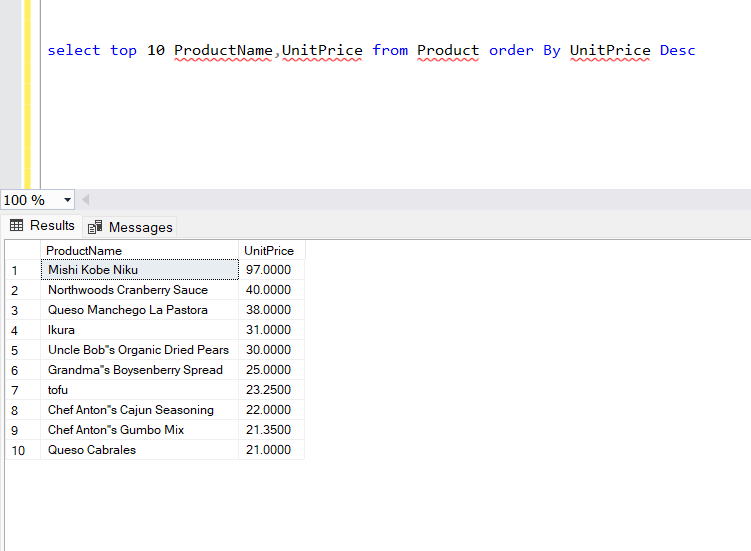 select top 10 ProductName,UnitPrice from Product order By UnitPrice Desc
100 %
Results Messages
ProductName UnitPrice
1 Mishi Kobe Niku 97.0000
2 Northwoods Cranberry Sauce 40.0000
3 Queso Manchego La Pastora 38.0000
4 Ikura 31.0000
5 Uncle Bob"s Organic Dried Pears 30.0000
6 Grandma"s Boysenberry Spread 25.0000
7 tofu 23.2500
8 Chef Anton"s Cajun Seasoning 22.0000
9 Chef Anton"s Gumbo Mix 21.3500
10 Queso Cabrales 21.0000